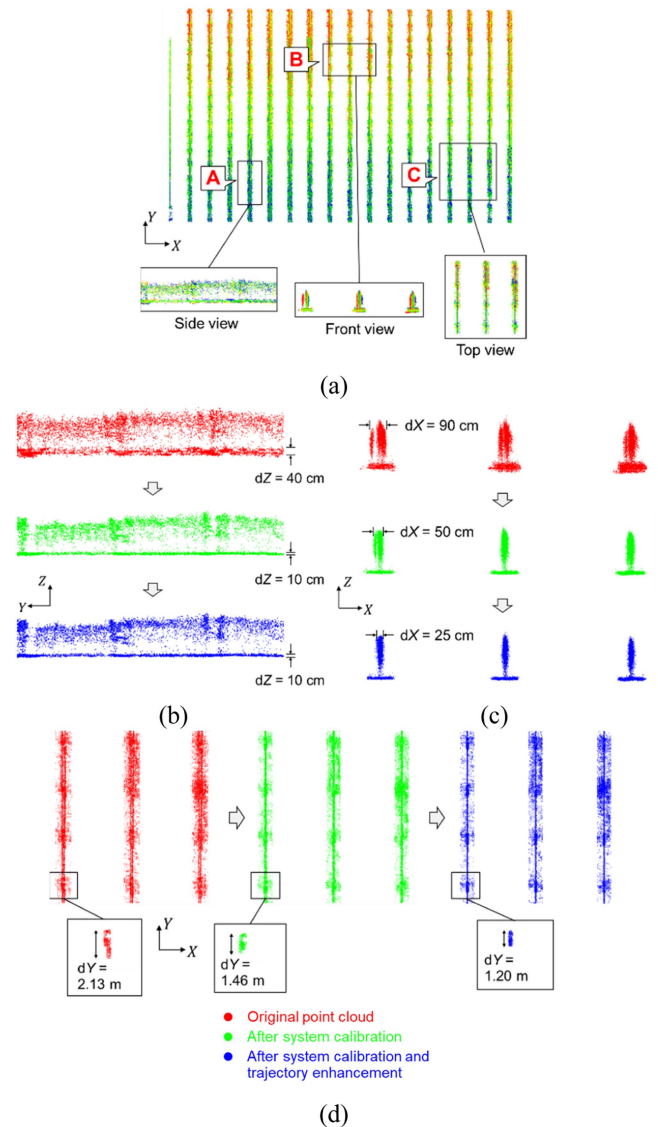 B
A
C
Y
X
Side view
Front view
Top view
(a)
dZ = 40 cm
dZ = 10 cm
Z
Y
dZ = 10 cm
(b)
dX = 90 cm
dX = 50 cm
Z
X
dX = 25 cm
(c)
dY =
2.13 m
Y
X
dY =
1.46 m
dY =
1.20 m
Original point cloud
After system calibration
After system calibration and
trajectory enhancement
(d)